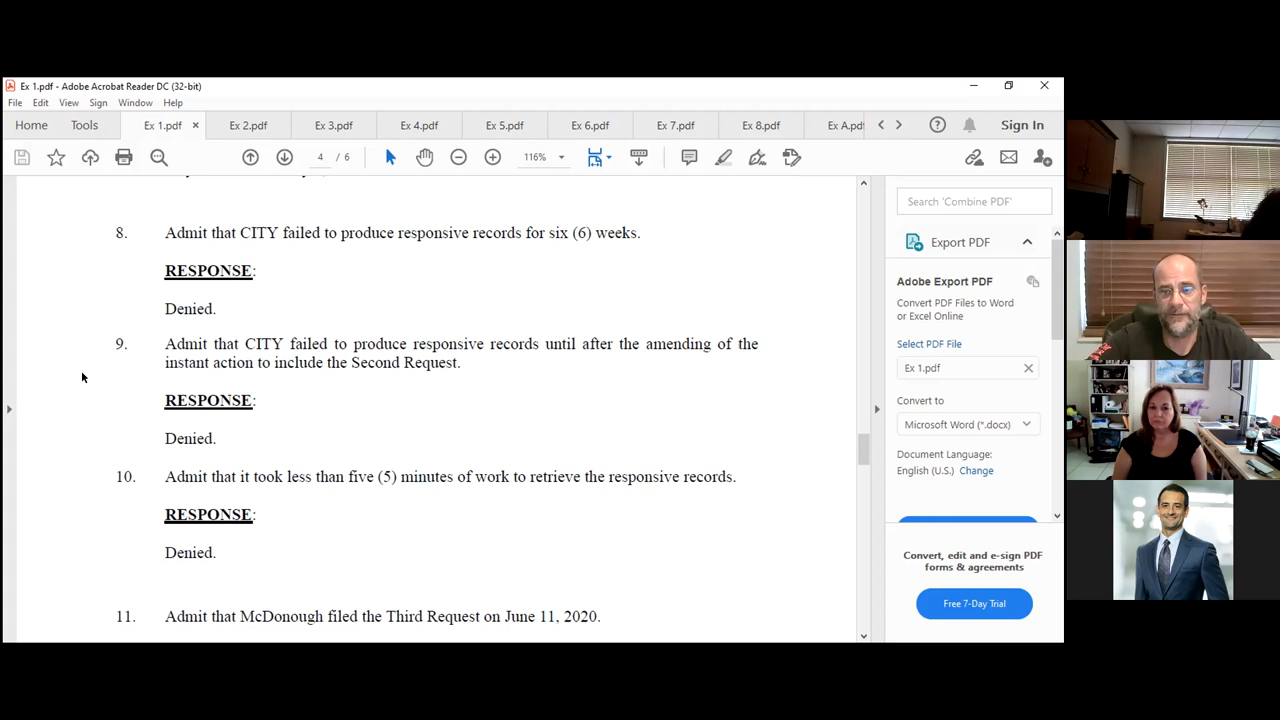 Ex 1.pdf - Adobe Acrobat Reader DC (32-bit)
File Edit View Sign Window Help
Home Tools Ex 1.pdf × Ex 2.pdf Ex 3.pdf Ex 4.pdf Ex 5.pdf Ex 6.pdf Ex 7.pdf Ex 8.pdf Ex A.pdf Sign In
4 / 6 116%
8. Admit that CITY failed to produce responsive records for six (6) weeks.
RESPONSE:
Denied.
9. Admit that CITY failed to produce responsive records until after the amending of the
instant action to include the Second Request.
RESPONSE:
Denied.
10. Admit that it took less than five (5) minutes of work to retrieve the responsive records.
RESPONSE:
Denied.
11. Admit that McDonough filed the Third Request on June 11, 2020.
Search 'Combine PDF'
Export PDF
Adobe Export PDF
Convert PDF Files to Word
or Excel Online
Select PDF File
Ex 1.pdf
Convert to
Microsoft Word (*.docx)
Document Language:
English (U.S.) Change
Convert, edit and e-sign PDF
forms & agreements
Free 7-Day Trial